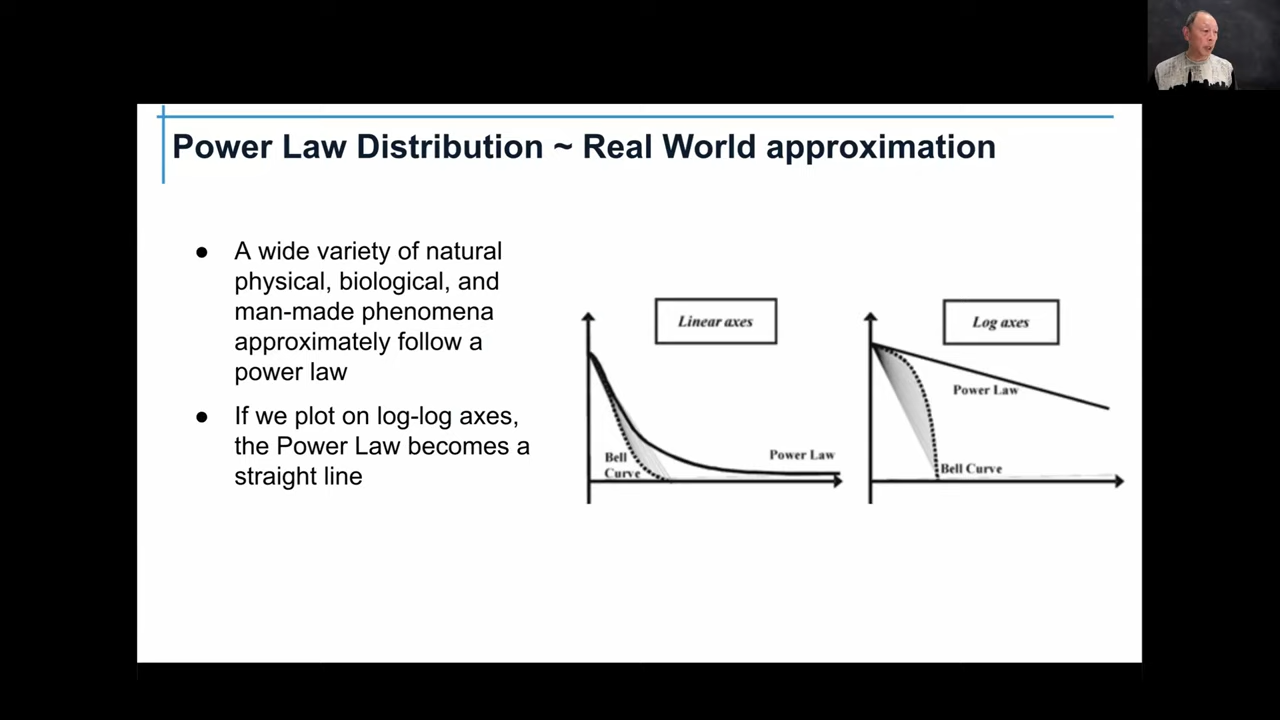 Power Law Distribution ~ Real World approximation
● A wide variety of natural
physical, biological, and
man-made phenomena
approximately follow a
power law
● If we plot on log-log axes,
the Power Law becomes a
straight line
Linear axes
Bell
Curve
Power Law
Log axes
Power Law
Bell Curve